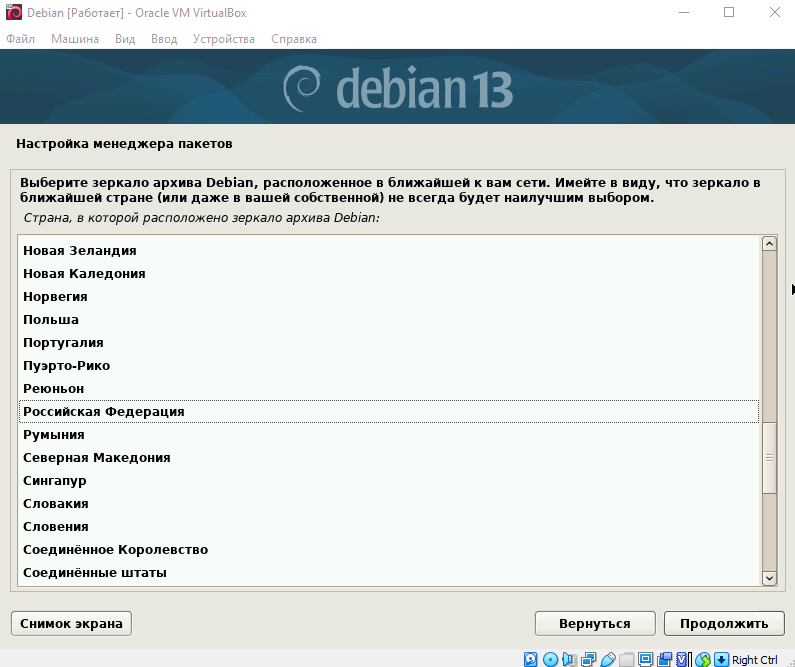 Debian [Работает] - Oracle VM VirtualBox
Файл Машина Вид Ввод Устройства Справка
debian 13
Настройка менеджера пакетов
Выберите зеркало архива Debian, расположенное в ближайшей к вам сети. Имейте в виду, что зеркало в
ближайшей стране (или даже в вашей собственной) не всегда будет наилучшим выбором.
Страна, в которой расположено зеркало архива Debian:
Новая Зеландия
Новая Каледония
Норвегия
Польша
Португалия
Пуэрто-Рико
Реюньон
Российская Федерация
Румыния
Северная Македония
Сингапур
Словакия
Словения
Соединённое Королевство
Соединённые штаты
Снимок экрана Вернуться Продолжить
Right Ctrl